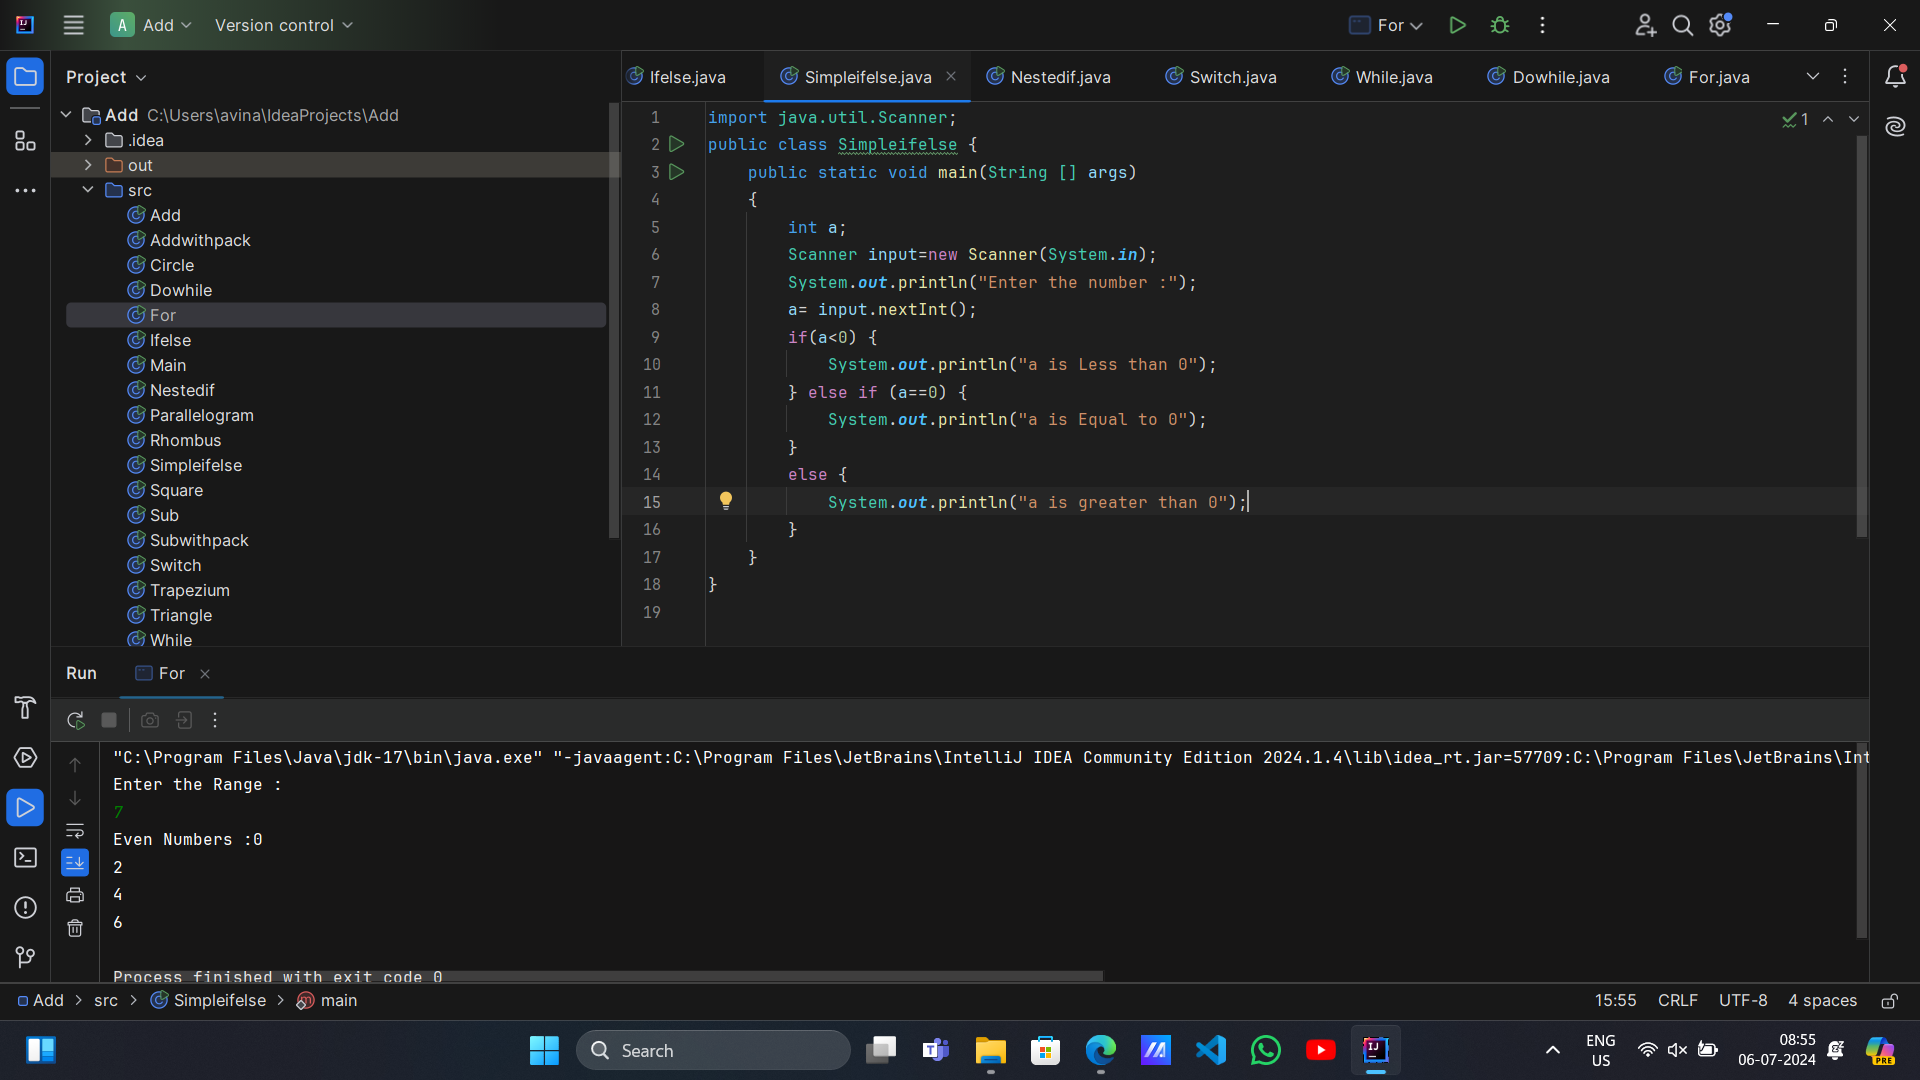 A Add Version control For
Project
Add C:\Users\avina\IdeaProjects\Add
.idea
out
src
Add
Addwithpack
Circle
Dowhile
For
Ifelse
Main
Nestedif
Parallelogram
Rhombus
Simpleifelse
Square
Sub
Subwithpack
Switch
Trapezium
Triangle
While
Ifelse.java Simpleifelse.java Nestedif.java Switch.java While.java Dowhile.java For.java
1 import java.util.Scanner;
2 public class Simpleifelse {
3 public static void main(String [] args)
4 {
5 int a;
6 Scanner input=new Scanner(System.in);
7 System.out.println("Enter the number :");
8 a= input.nextInt();
9 if(a<0) {
10 System.out.println("a is Less than 0");
11 } else if (a==0) {
12 System.out.println("a is Equal to 0");
13 }
14 else {
15 System.out.println("a is greater than 0");
16 }
17 }
18 }
19
1
Run For
"C:\Program Files\Java\jdk-17\bin\java.exe" "-javaagent:C:\Program Files\JetBrains\IntelliJ IDEA Community Edition 2024.1.4\lib\idea_rt.jar=57709:C:\Program Files\JetBrains\Int
Enter the Range :
7
Even Numbers :0
2
4
6
Process finished with exit code 0
Add > src > Simpleifelse > main 15:55 CRLF UTF-8 4 spaces
Search
ENG
US
08:55
06-07-2024
PRE